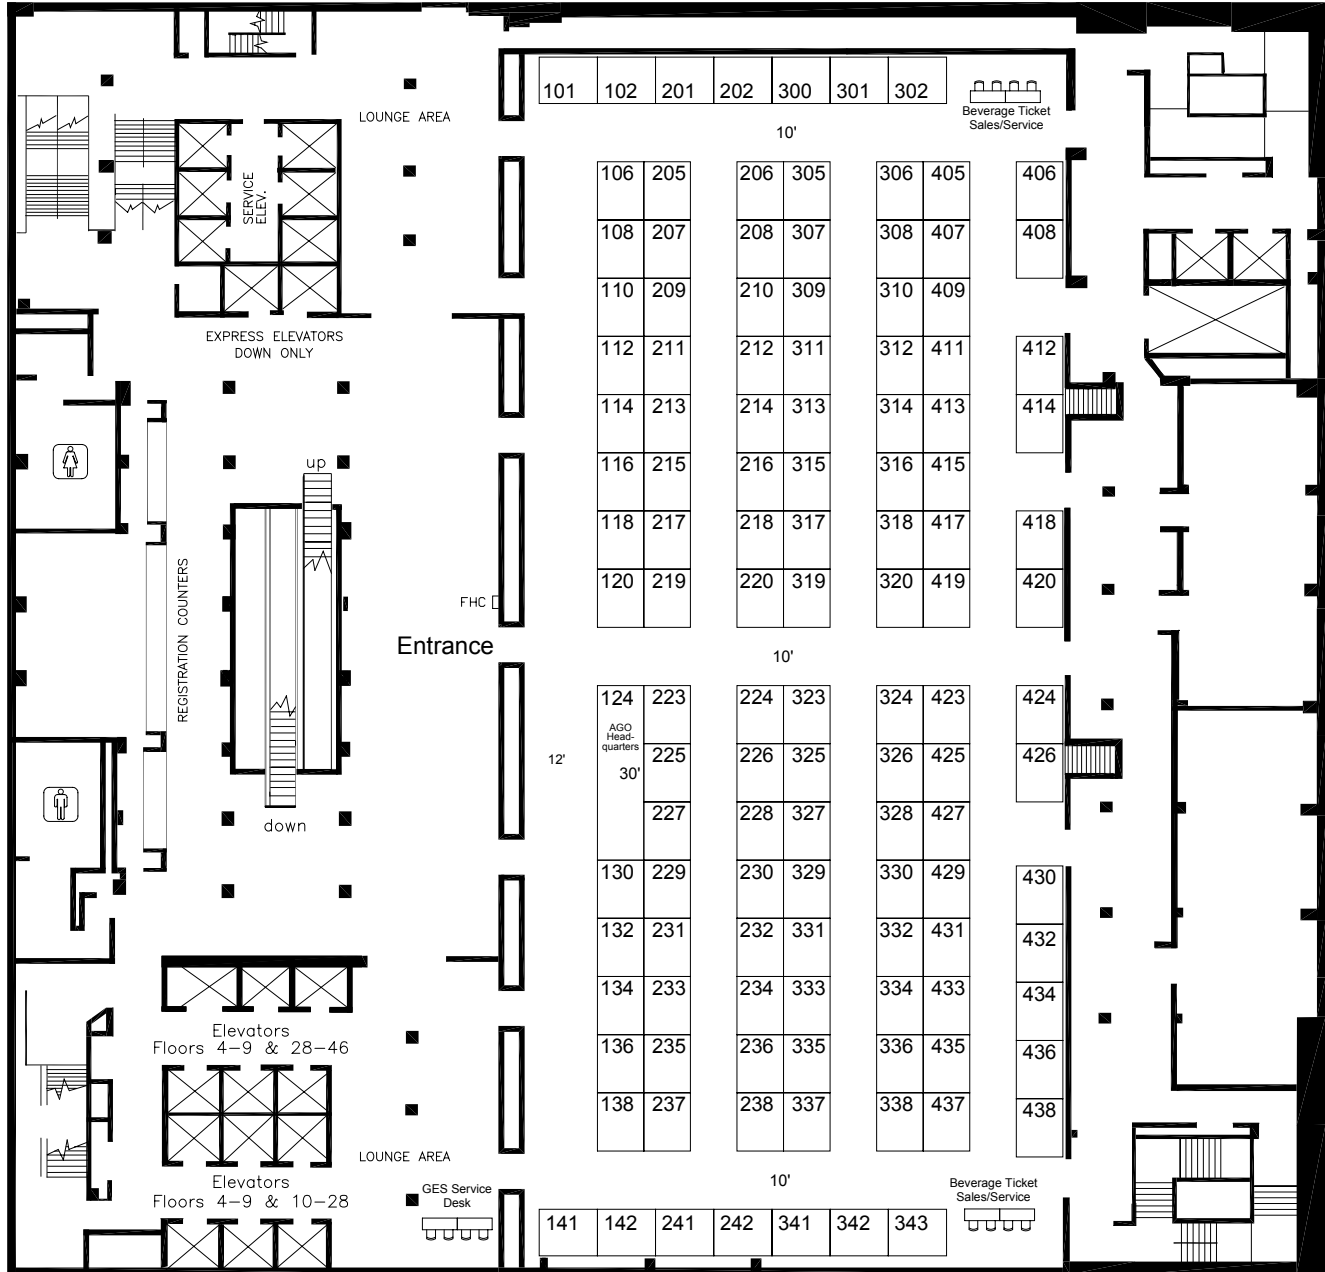 101 102 201 202 300 301 302
Beverage Ticket
Sales/Service
LOUNGE AREA
10'
SERVICE
ELEV.
106 205 206 305 306 405 406
108 207 208 307 308 407 408
110 209 210 309 310 409
EXPRESS ELEVATORS
DOWN ONLY
112 211 212 311 312 411 412
114 213 214 313 314 413 414
up
116 215 216 315 316 415
118 217 218 317 318 417 418
120 219 220 319 320 419 420
REGISTRATION COUNTERS
FHC
Entrance
10'
124 223 224 323 324 423 424
AGO
Head-
quarters
30'
12'
225 226 325 326 425 426
down
227 228 327 328 427
130 229 230 329 330 429 430
132 231 232 331 332 431 432
134 233 234 333 334 433 434
136 235 236 335 336 435 436
138 237 238 337 338 437 438
Elevators
Floors 4-9 & 28-46
LOUNGE AREA
Elevators
Floors 4-9 & 10-28
GES Service
Desk
10'
Beverage Ticket
Sales/Service
141 142 241 242 341 342 343